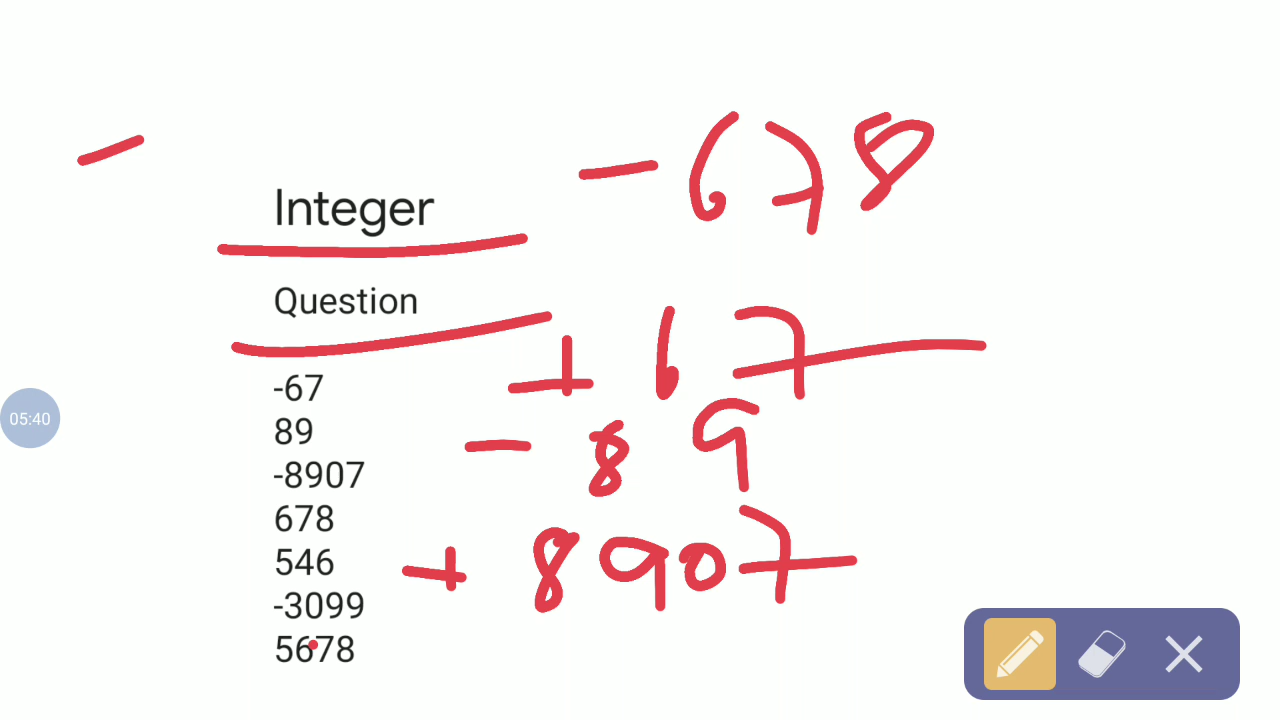 - 678
Integer
Question
-67 + 67
89 - 89
-8907 + 8907
678
546
-3099
5678
05:40